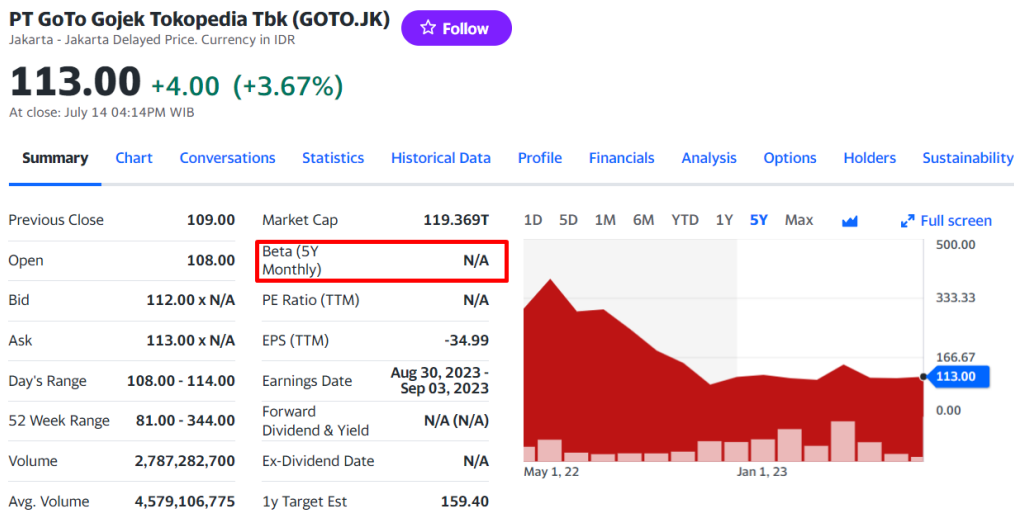 PT GoTo Gojek Tokopedia Tbk (GOTO.JK)
Follow
Jakarta - Jakarta Delayed Price. Currency in IDR
113.00 +4.00 (+3.67%)
At close: July 14 04:14PM WIB
Summary Chart Conversations Statistics Historical Data Profile Financials Analysis Options Holders Sustainability
Previous Close 109.00
Open 108.00
Bid 112.00 x N/A
Ask 113.00 x N/A
Day's Range 108.00 - 114.00
52 Week Range 81.00 - 344.00
Volume 2,787,282,700
Avg. Volume 4,579,106,775
Market Cap 119.369T
Beta (5Y
Monthly) N/A
PE Ratio (TTM) N/A
EPS (TTM) -34.99
Earnings Date Aug 30, 2023 -
Sep 03, 2023
Forward
Dividend & Yield N/A (N/A)
Ex-Dividend Date N/A
1y Target Est 159.40
1D 5D 1M 6M YTD 1Y 5Y Max Full screen
500.00
333.33
166.67
113.00
0.00
May 1, 22 Jan 1, 23